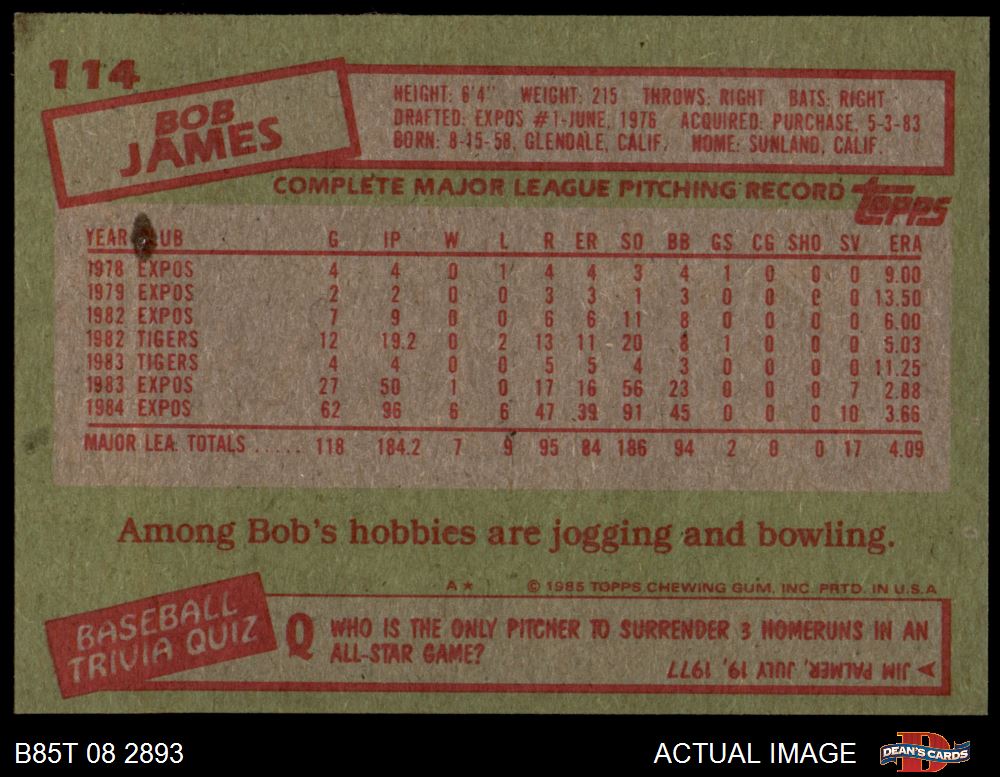 114
BOB
JAMES
HEIGHT: 6'4" WEIGHT: 215 THROWS: RIGHT BATS: RIGHT
DRAFTED: EXPOS #1-JUNE, 1976 ACQUIRED: PURCHASE, 5-3-83
BORN: 8-15-58, GLENDALE, CALIF. HOME: SUNLAND, CALIF.
COMPLETE MAJOR LEAGUE PITCHING RECORD topps
YEAR LUB G IP W L R ER SO BB GS CG SHO SV ERA
1978 EXPOS 4 4 0 1 4 4 3 4 1 0 0 0 9.00
1979 EXPOS 2 2 0 0 3 3 1 3 0 0 0 0 13.50
1982 EXPOS 7 9 0 0 6 6 11 8 0 0 0 0 6.00
1982 TIGERS 12 19.2 0 2 13 11 20 8 1 0 0 0 5.03
1983 TIGERS 4 4 0 0 5 5 4 3 0 0 0 0 11.25
1983 EXPOS 27 50 1 0 17 16 56 23 0 0 0 7 2.88
1984 EXPOS 62 96 6 6 47 39 91 45 0 0 0 10 3.66
MAJOR LEA. TOTALS ..... 118 184.2 7 9 95 84 186 94 2 0 0 17 4.09
Among Bob's hobbies are jogging and bowling.
A* © 1985 TOPPS CHEWING GUM, INC. PRTD. IN U.S.A
BASEBALL
TRIVIA QUIZ
Q WHO IS THE ONLY PITCHER TO SURRENDER 3 HOMERUNS IN AN
ALL-STAR GAME?
JIM PALMER, JULY 19, 1977
B85T 08 2893
ACTUAL IMAGE
DEAN'S CARDS